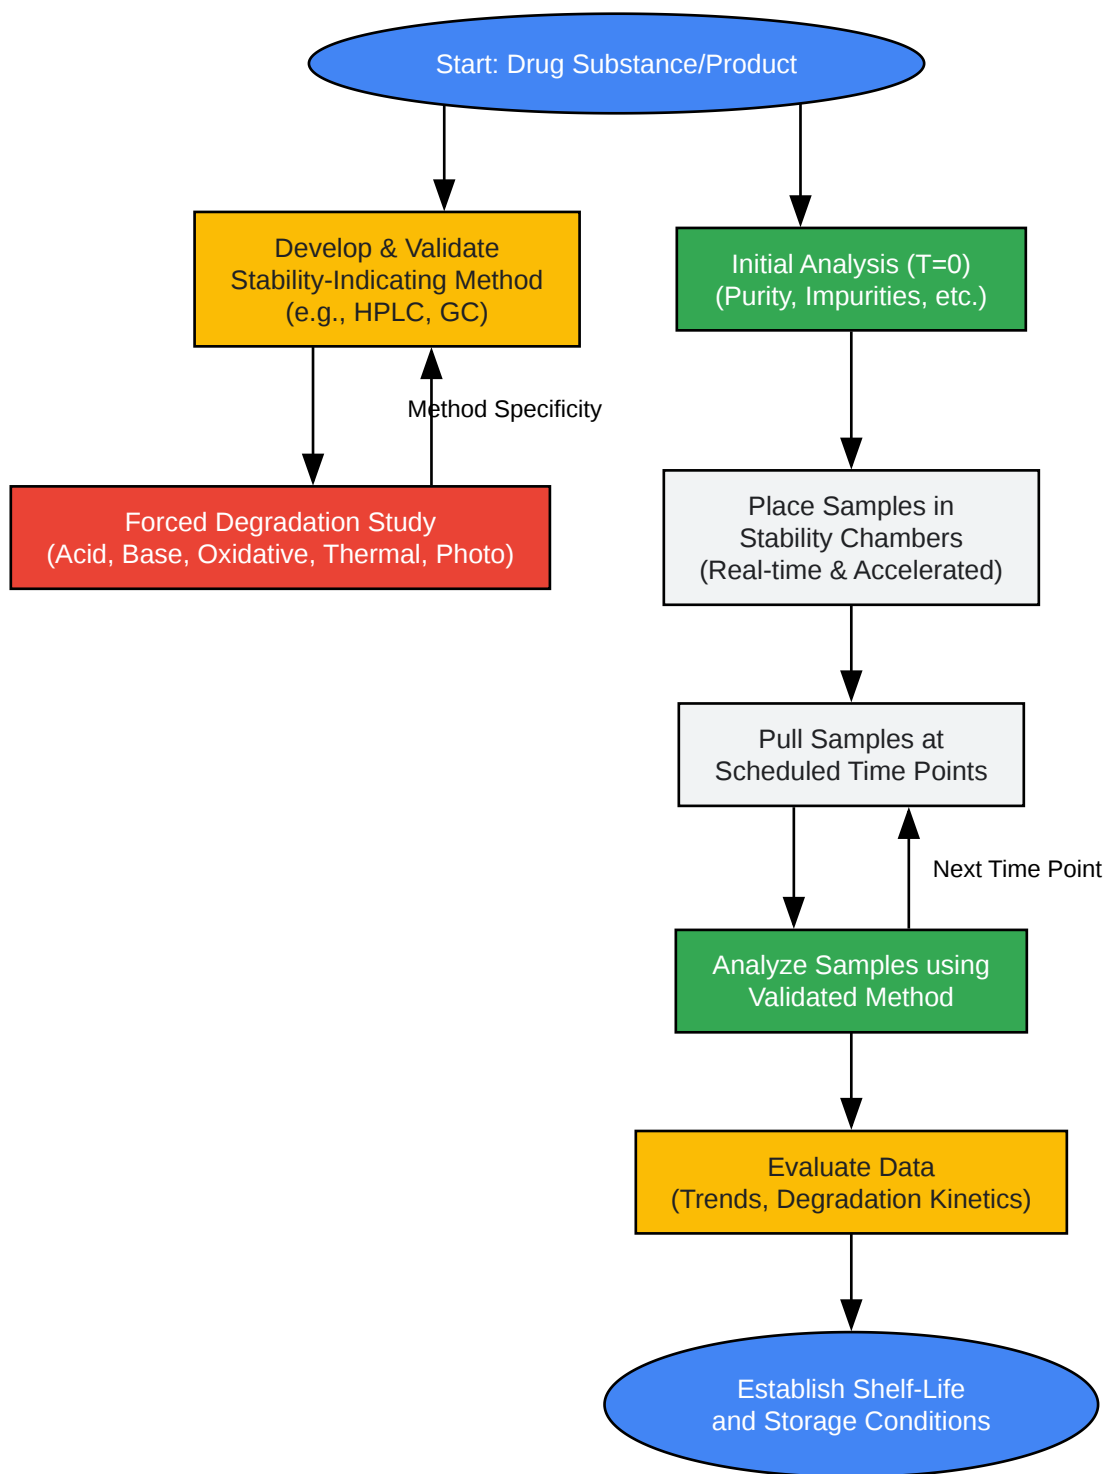 Start: Drug Substance/Product
Develop & Validate
Stability-Indicating Method
(e.g., HPLC, GC)
Initial Analysis (T=0)
(Purity, Impurities, etc.)
Method Specificity
Forced Degradation Study
(Acid, Base, Oxidative, Thermal, Photo)
Place Samples in
Stability Chambers
(Real-time & Accelerated)
Pull Samples at
Scheduled Time Points
Next Time Point
Analyze Samples using
Validated Method
Evaluate Data
(Trends, Degradation Kinetics)
Establish Shelf-Life
and Storage Conditions